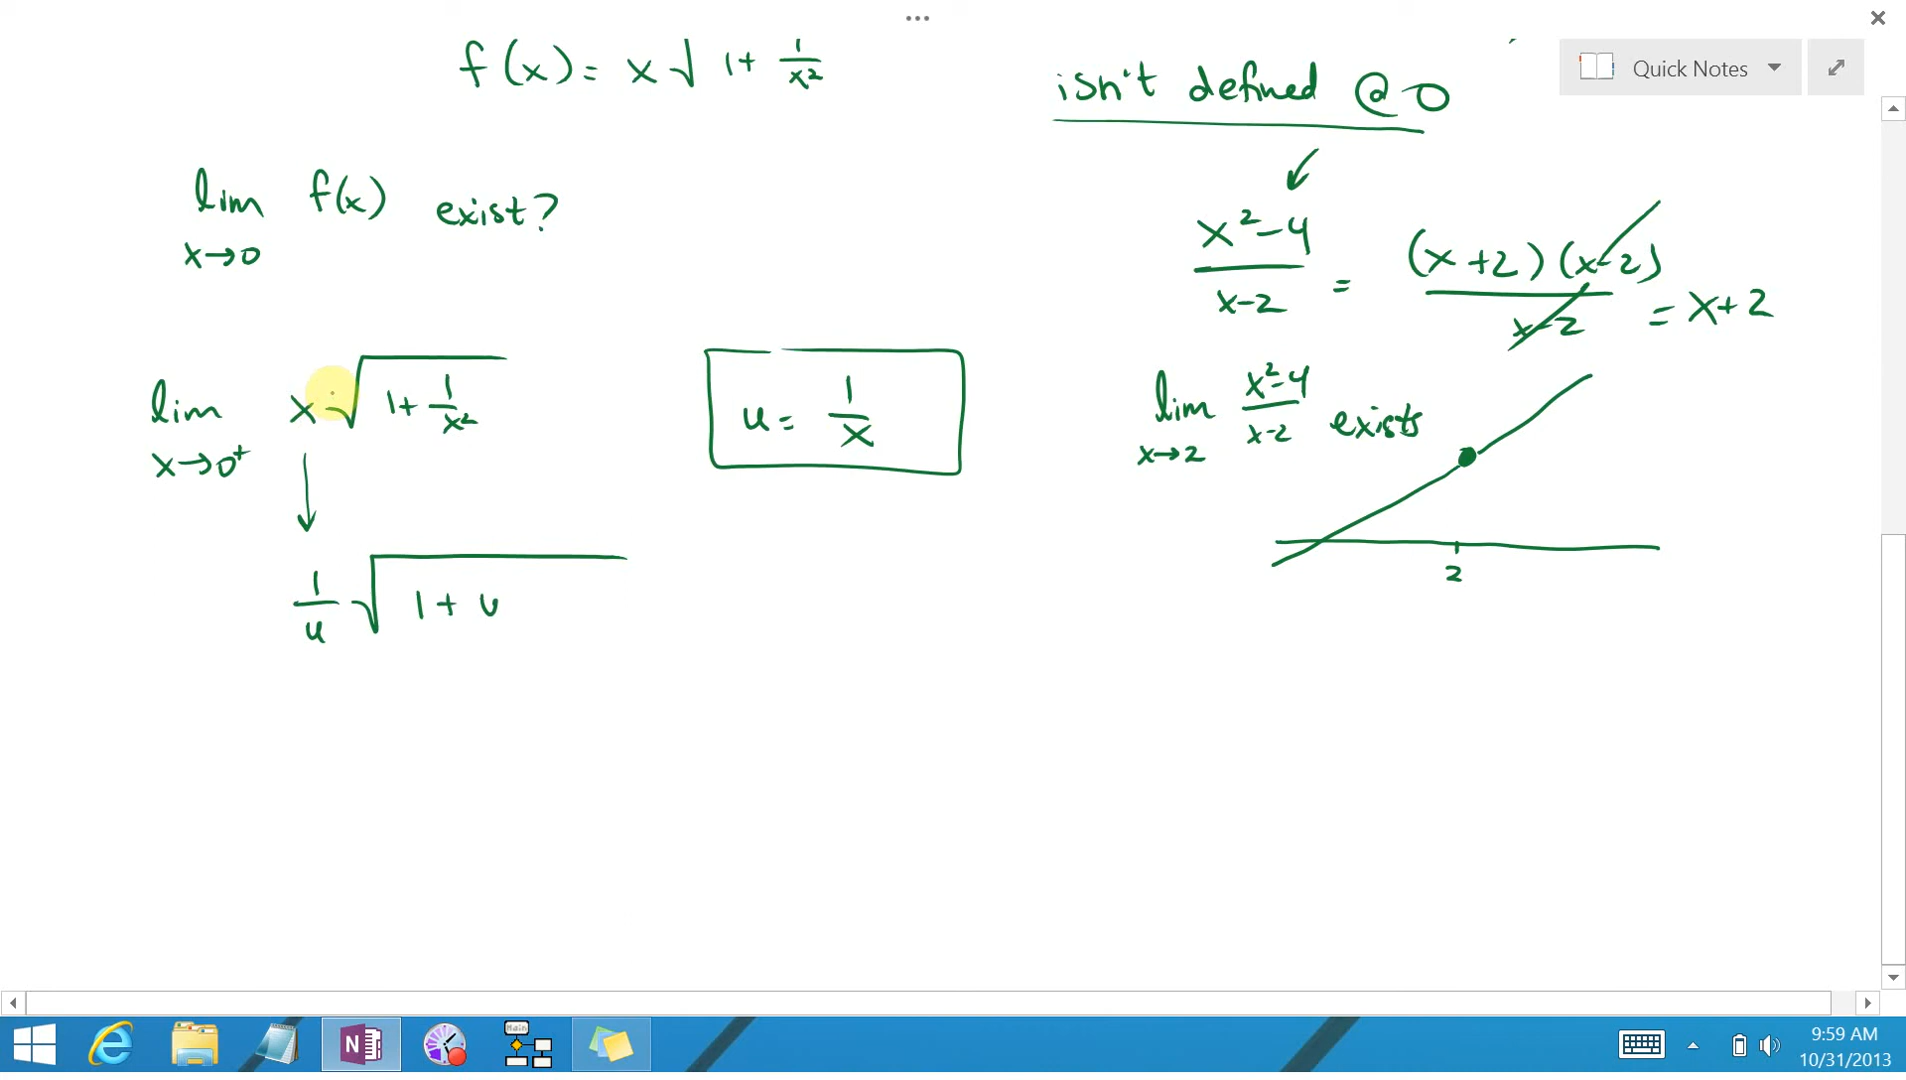 f(x) = x√ 1 + 1/x²
isn't defined @ 0
Quick Notes
lim f(x) exist?
x→0
x²-4 / x-2 = (x+2)(x-2) / x-2 = x+2
lim x √ 1 + 1/x²
x→0⁺
u = 1/x
lim x²-4 / x-2 exists
x→2
2
1/u √ 1 + u
Main
N
9:59 AM
10/31/2013